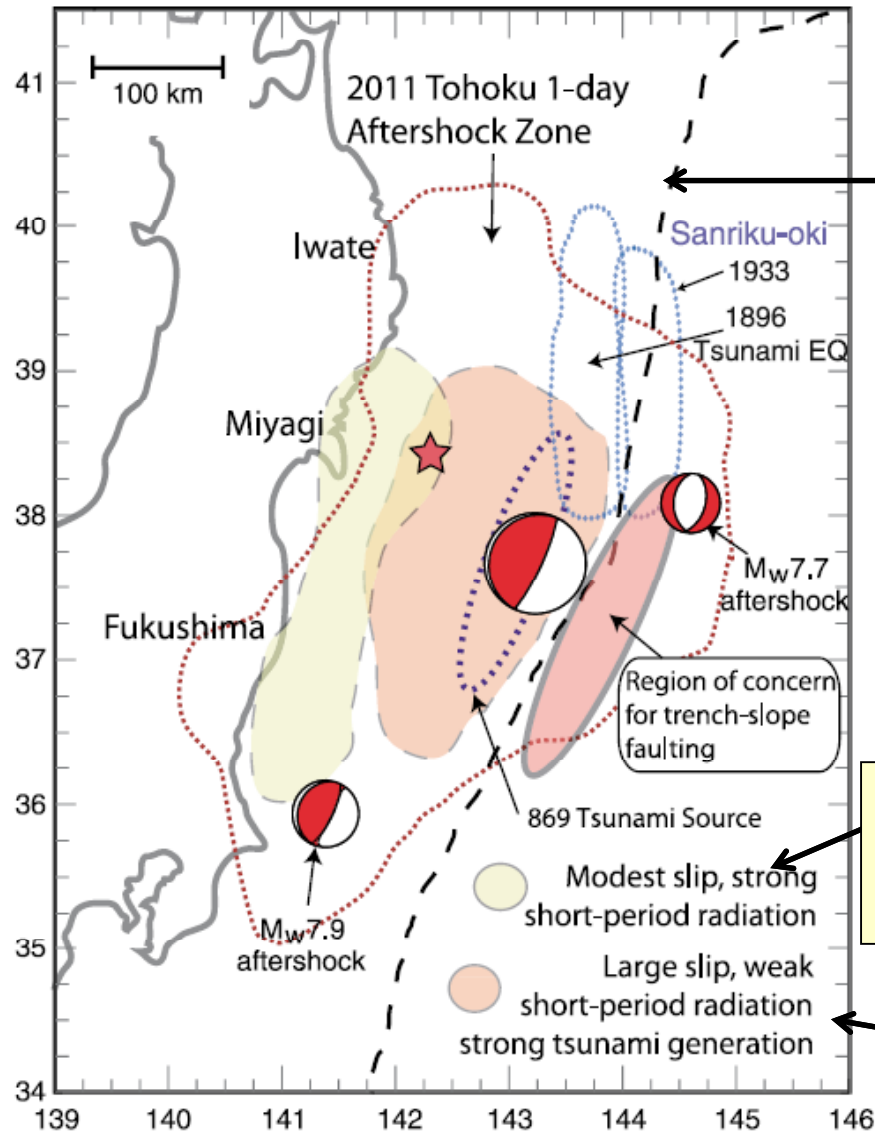 41
100 km
2011 Tohoku 1-day
Aftershock Zone
40
Iwate
Sanriku-oki
1933
1896
Tsunami EQ
39
Miyagi
38
Mw7.7
aftershock
Fukushima
37
Region of concern
for trench-slope
faulting
36
869 Tsunami Source
Modest slip, strong
short-period radiation
35
Mw7.9
aftershock
Large slip, weak
short-period radiation
strong tsunami generation
34
139 140 141 142 143 144 145 146